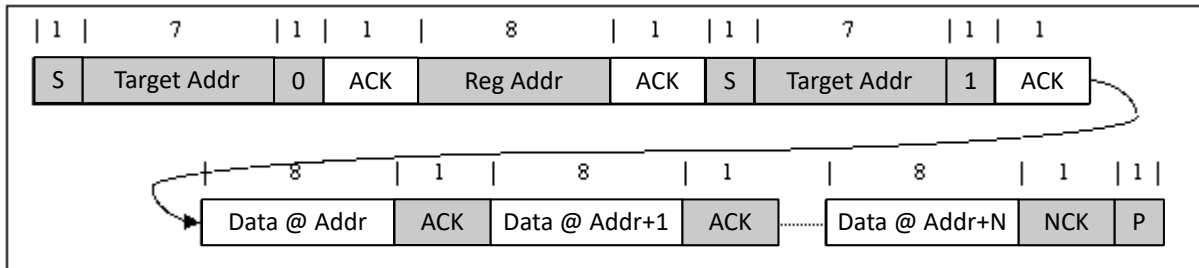 | 1 | 7 | 1 | 1 | 8 | 1 | 1 | 7 | 1 | 1
S Target Addr 0 ACK Reg Addr ACK S Target Addr 1 ACK
| 8 | 1 | 8 | 1 | 8 | 1 | 1 |
Data @ Addr ACK Data @ Addr+1 ACK Data @ Addr+N NCK P